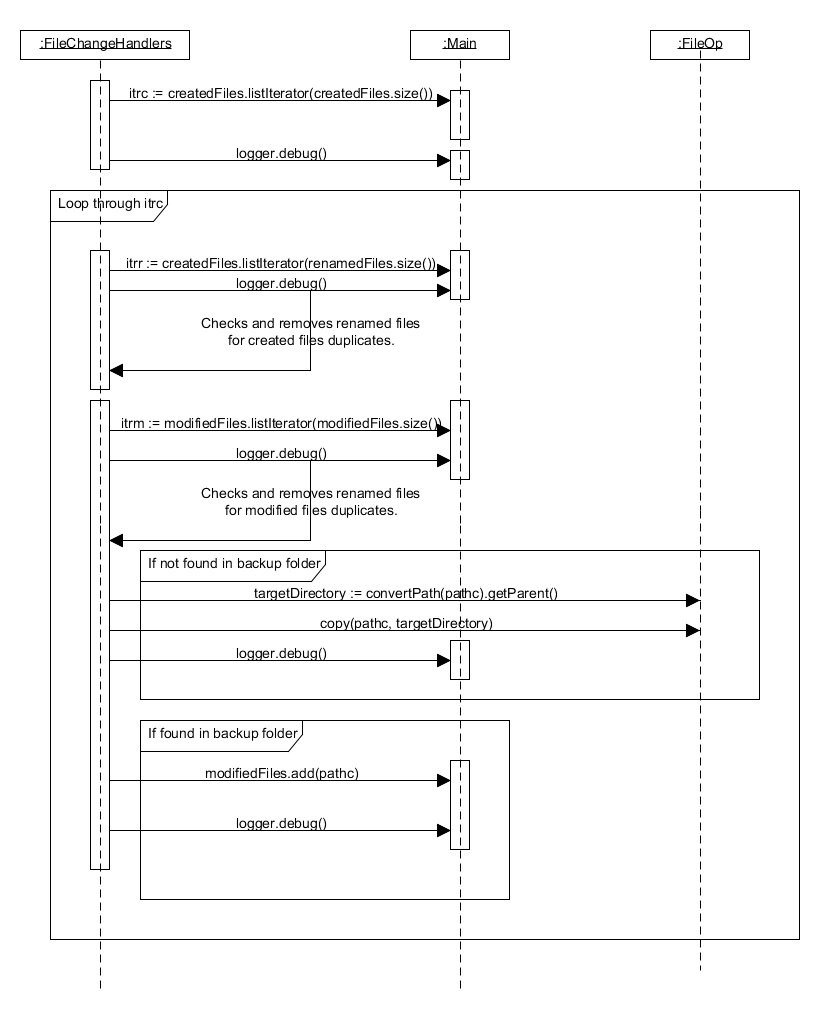 :FileChangeHandlers
:Main
:FileOp
itrc := createdFiles.listIterator(createdFiles.size())
logger.debug()
Loop through itrc
itrr := createdFiles.listIterator(renamedFiles.size())
logger.debug()
Checks and removes renamed files
for created files duplicates.
itrm := modifiedFiles.listIterator(modifiedFiles.size())
logger.debug()
Checks and removes renamed files
for modified files duplicates.
If not found in backup folder
targetDirectory := convertPath(pathc).getParent()
copy(pathc, targetDirectory)
logger.debug()
If found in backup folder
modifiedFiles.add(pathc)
logger.debug()